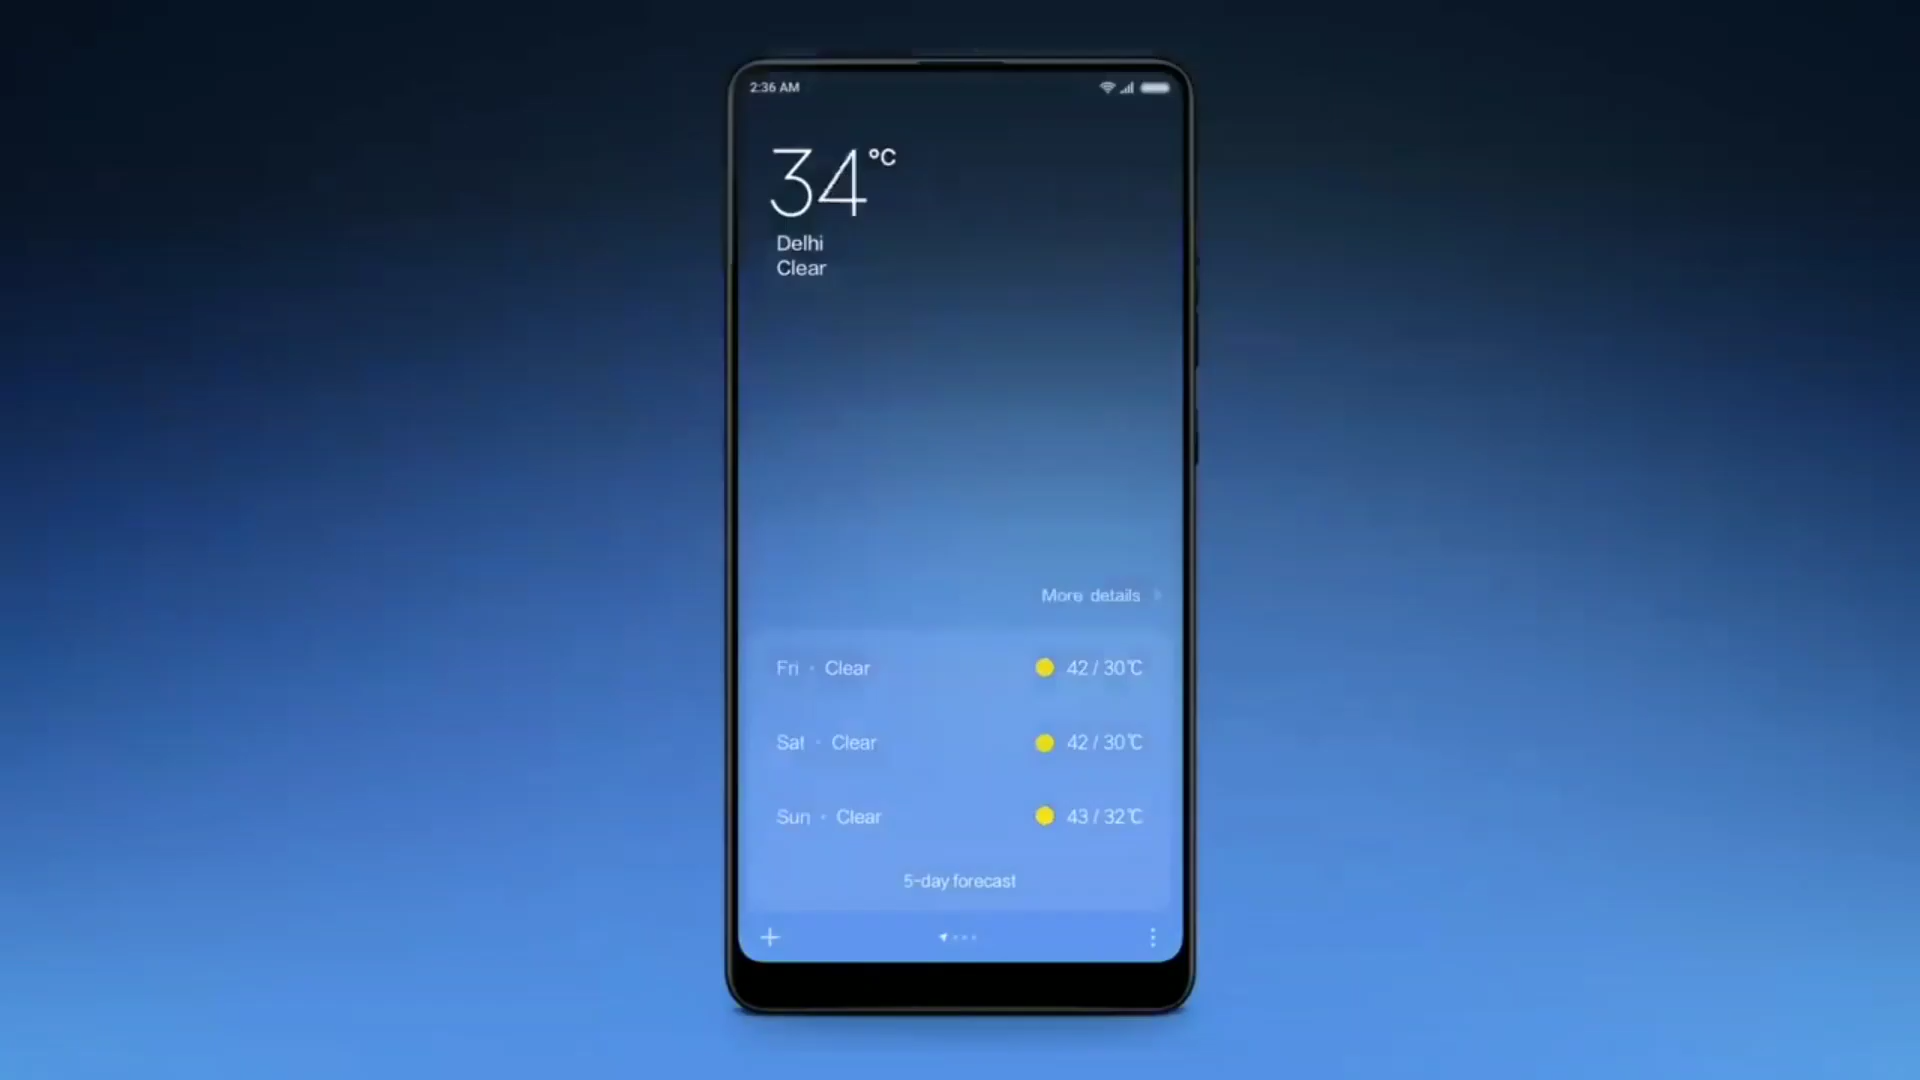 2:36 AM
34°C
Delhi
Clear
More details
Fri · Clear 42 / 30℃
Sat · Clear 42 / 30℃
Sun · Clear 43 / 32℃
5-day forecast